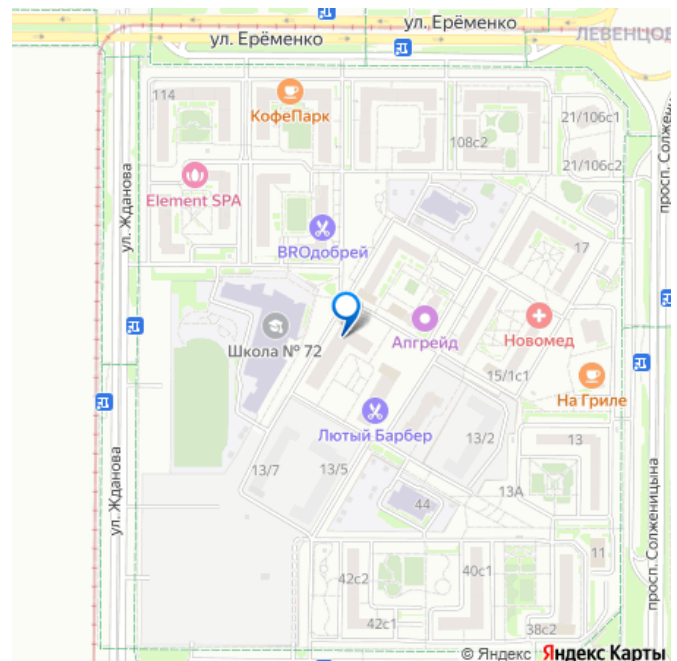 ул. Ерёменко
ул. Ерёменко
ЛЕВЕНЦОВ
114
КофеПарк
108с2
21/106с1
21/106с2
просп. Солженицы
ул. Жданова
Element SPA
BROдобрей
17
Школа № 72
Апгрейд
Новомед
15/1с1
На Гриле
Лютый Барбер
13/2
13
13/7
13/5
13А
44
ул. Жданова
просп. Солженицына
11
42с2
40с1
42с1
38с2
© Яндекс Яндекс Карты